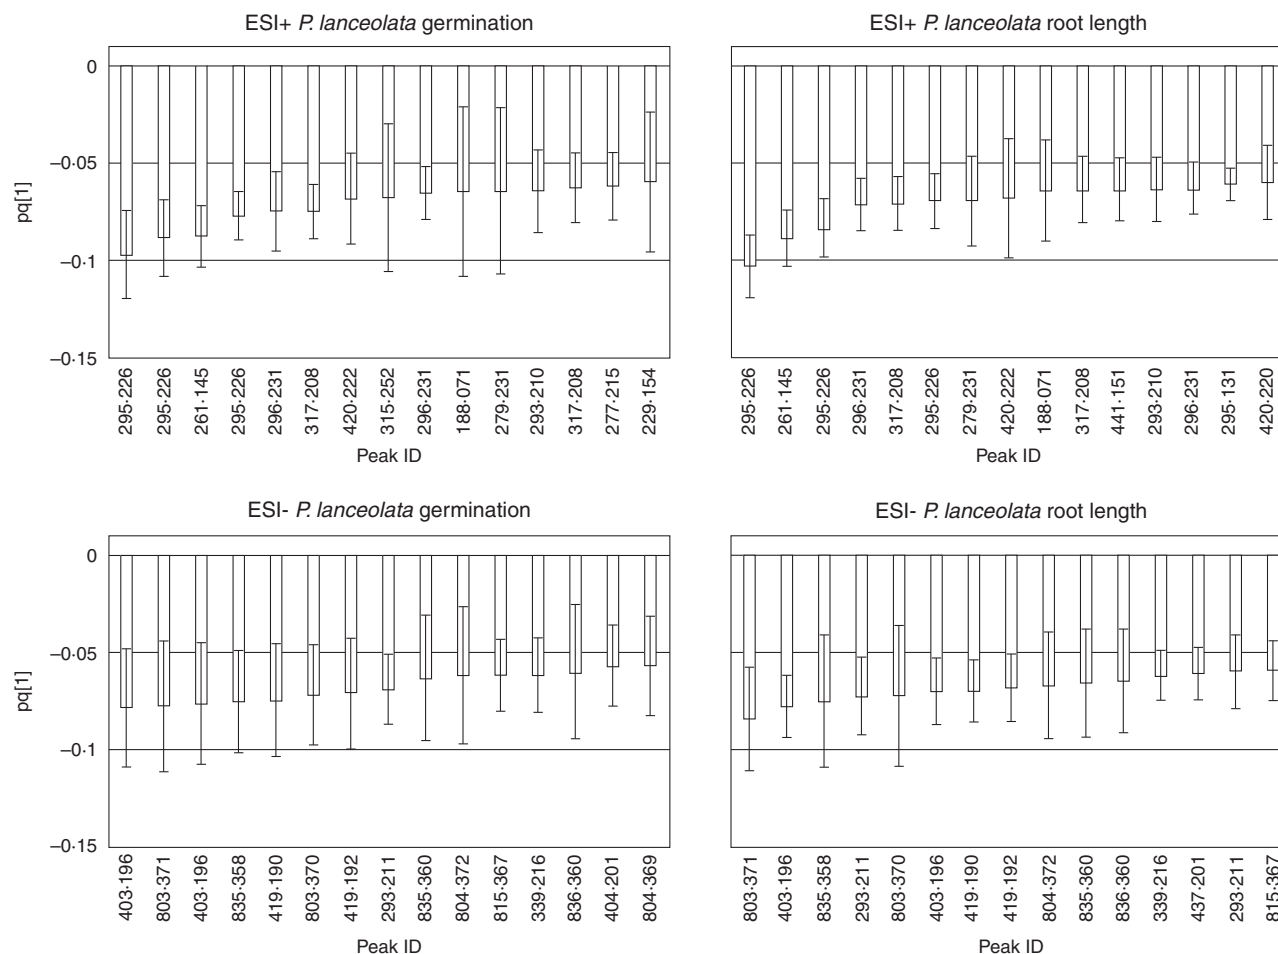 ESI+ P. lanceolata germination
0
–0·05
–0·1
–0·15
pq[1]
295·226 295·226 261·145 295·226 296·231 317·208 420·222 315·252 296·231 188·071 279·231 293·210 317·208 277·215 229·154
Peak ID
ESI+ P. lanceolata root length
295·226 261·145 295·226 296·231 317·208 295·226 279·231 420·222 188·071 317·208 441·151 293·210 296·231 295·131 420·220
Peak ID
ESI- P. lanceolata germination
0
–0·05
–0·1
–0·15
pq[1]
403·196 803·371 403·196 835·358 419·190 803·370 419·192 293·211 835·360 804·372 815·367 339·216 836·360 404·201 804·369
Peak ID
ESI- P. lanceolata root length
803·371 403·196 835·358 293·211 803·370 403·196 419·190 419·192 804·372 835·360 836·360 339·216 437·201 293·211 815·367
Peak ID